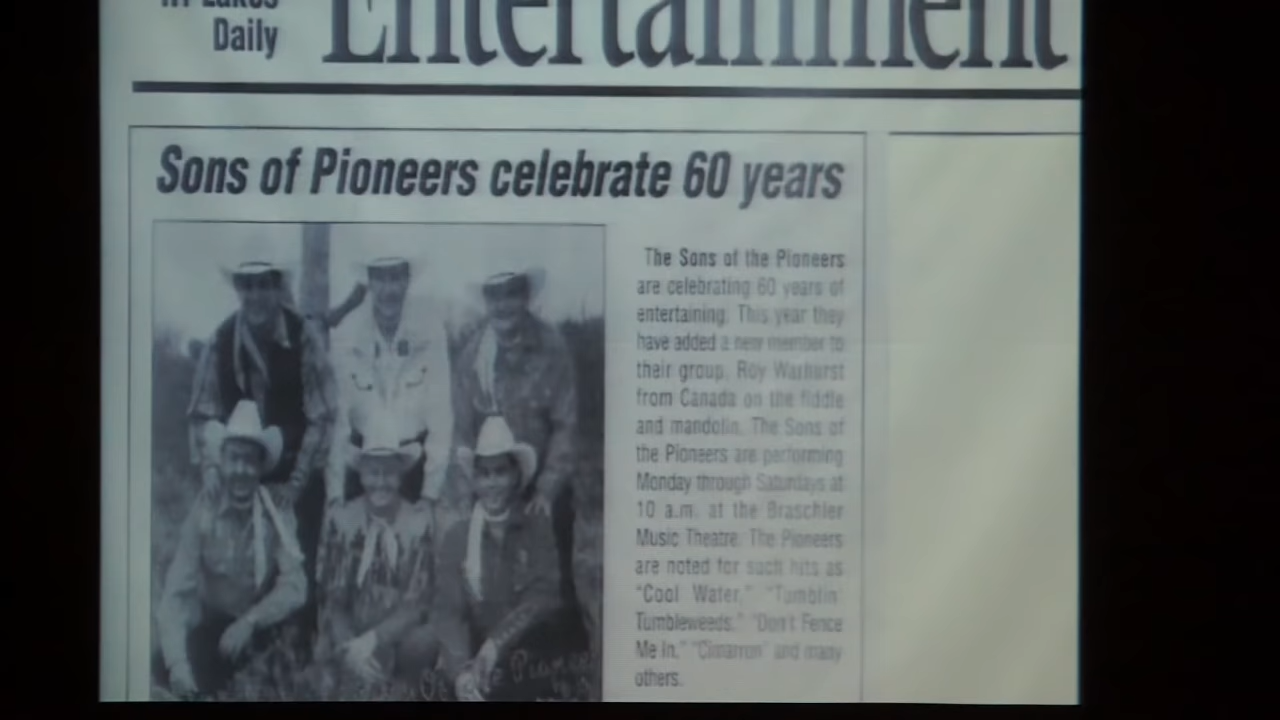 Daily
Entertainment
Sons of Pioneers celebrate 60 years
The Sons of the Pioneers
are celebrating 60 years of
entertaining. This year they
have added a new member to
their group, Roy Warhurst
from Canada on the fiddle
and mandolin. The Sons of
the Pioneers are performing
Monday through Saturdays at
10 a.m. at the Braschler
Music Theatre. The Pioneers
are noted for such hits as
"Cool Water," "Tumblin'
Tumbleweeds," "Don't Fence
Me In," "Cimarron" and many
others.